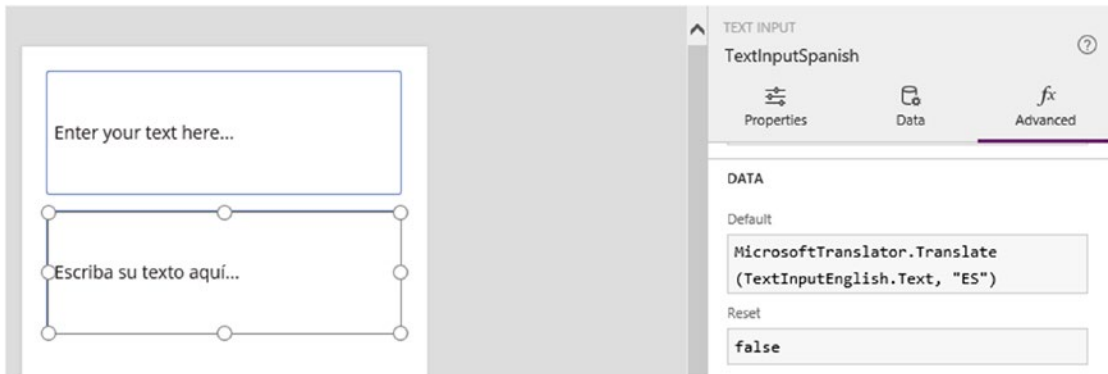 Enter your text here...
Escriba su texto aquí...
TEXT INPUT
TextInputSpanish
?
Properties
Data
fx
Advanced
DATA
Default
MicrosoftTranslator.Translate
(TextInputEnglish.Text, "ES")
Reset
false